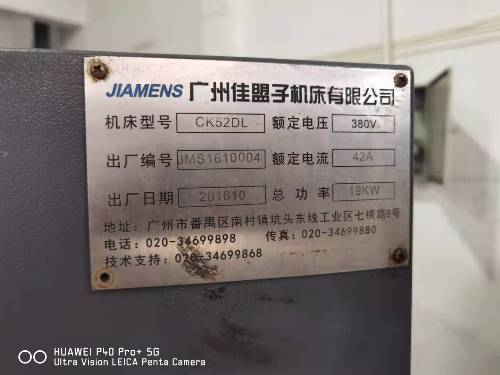 JIAMENS 广州佳盟子机床有限公司
机床型号 CK52DL 额定电压 380V
出厂编号 JMS1610004 额定电流 42A
出厂日期 201610 总功率 19KW
地址：广州市番禺区南村镇坑头东线工业区七横路8号
电话：020-34699898 传真：020-34699880
技术支持：020-34699868
HUAWEI P40 Pro+ 5G
Ultra Vision LEICA Penta Camera